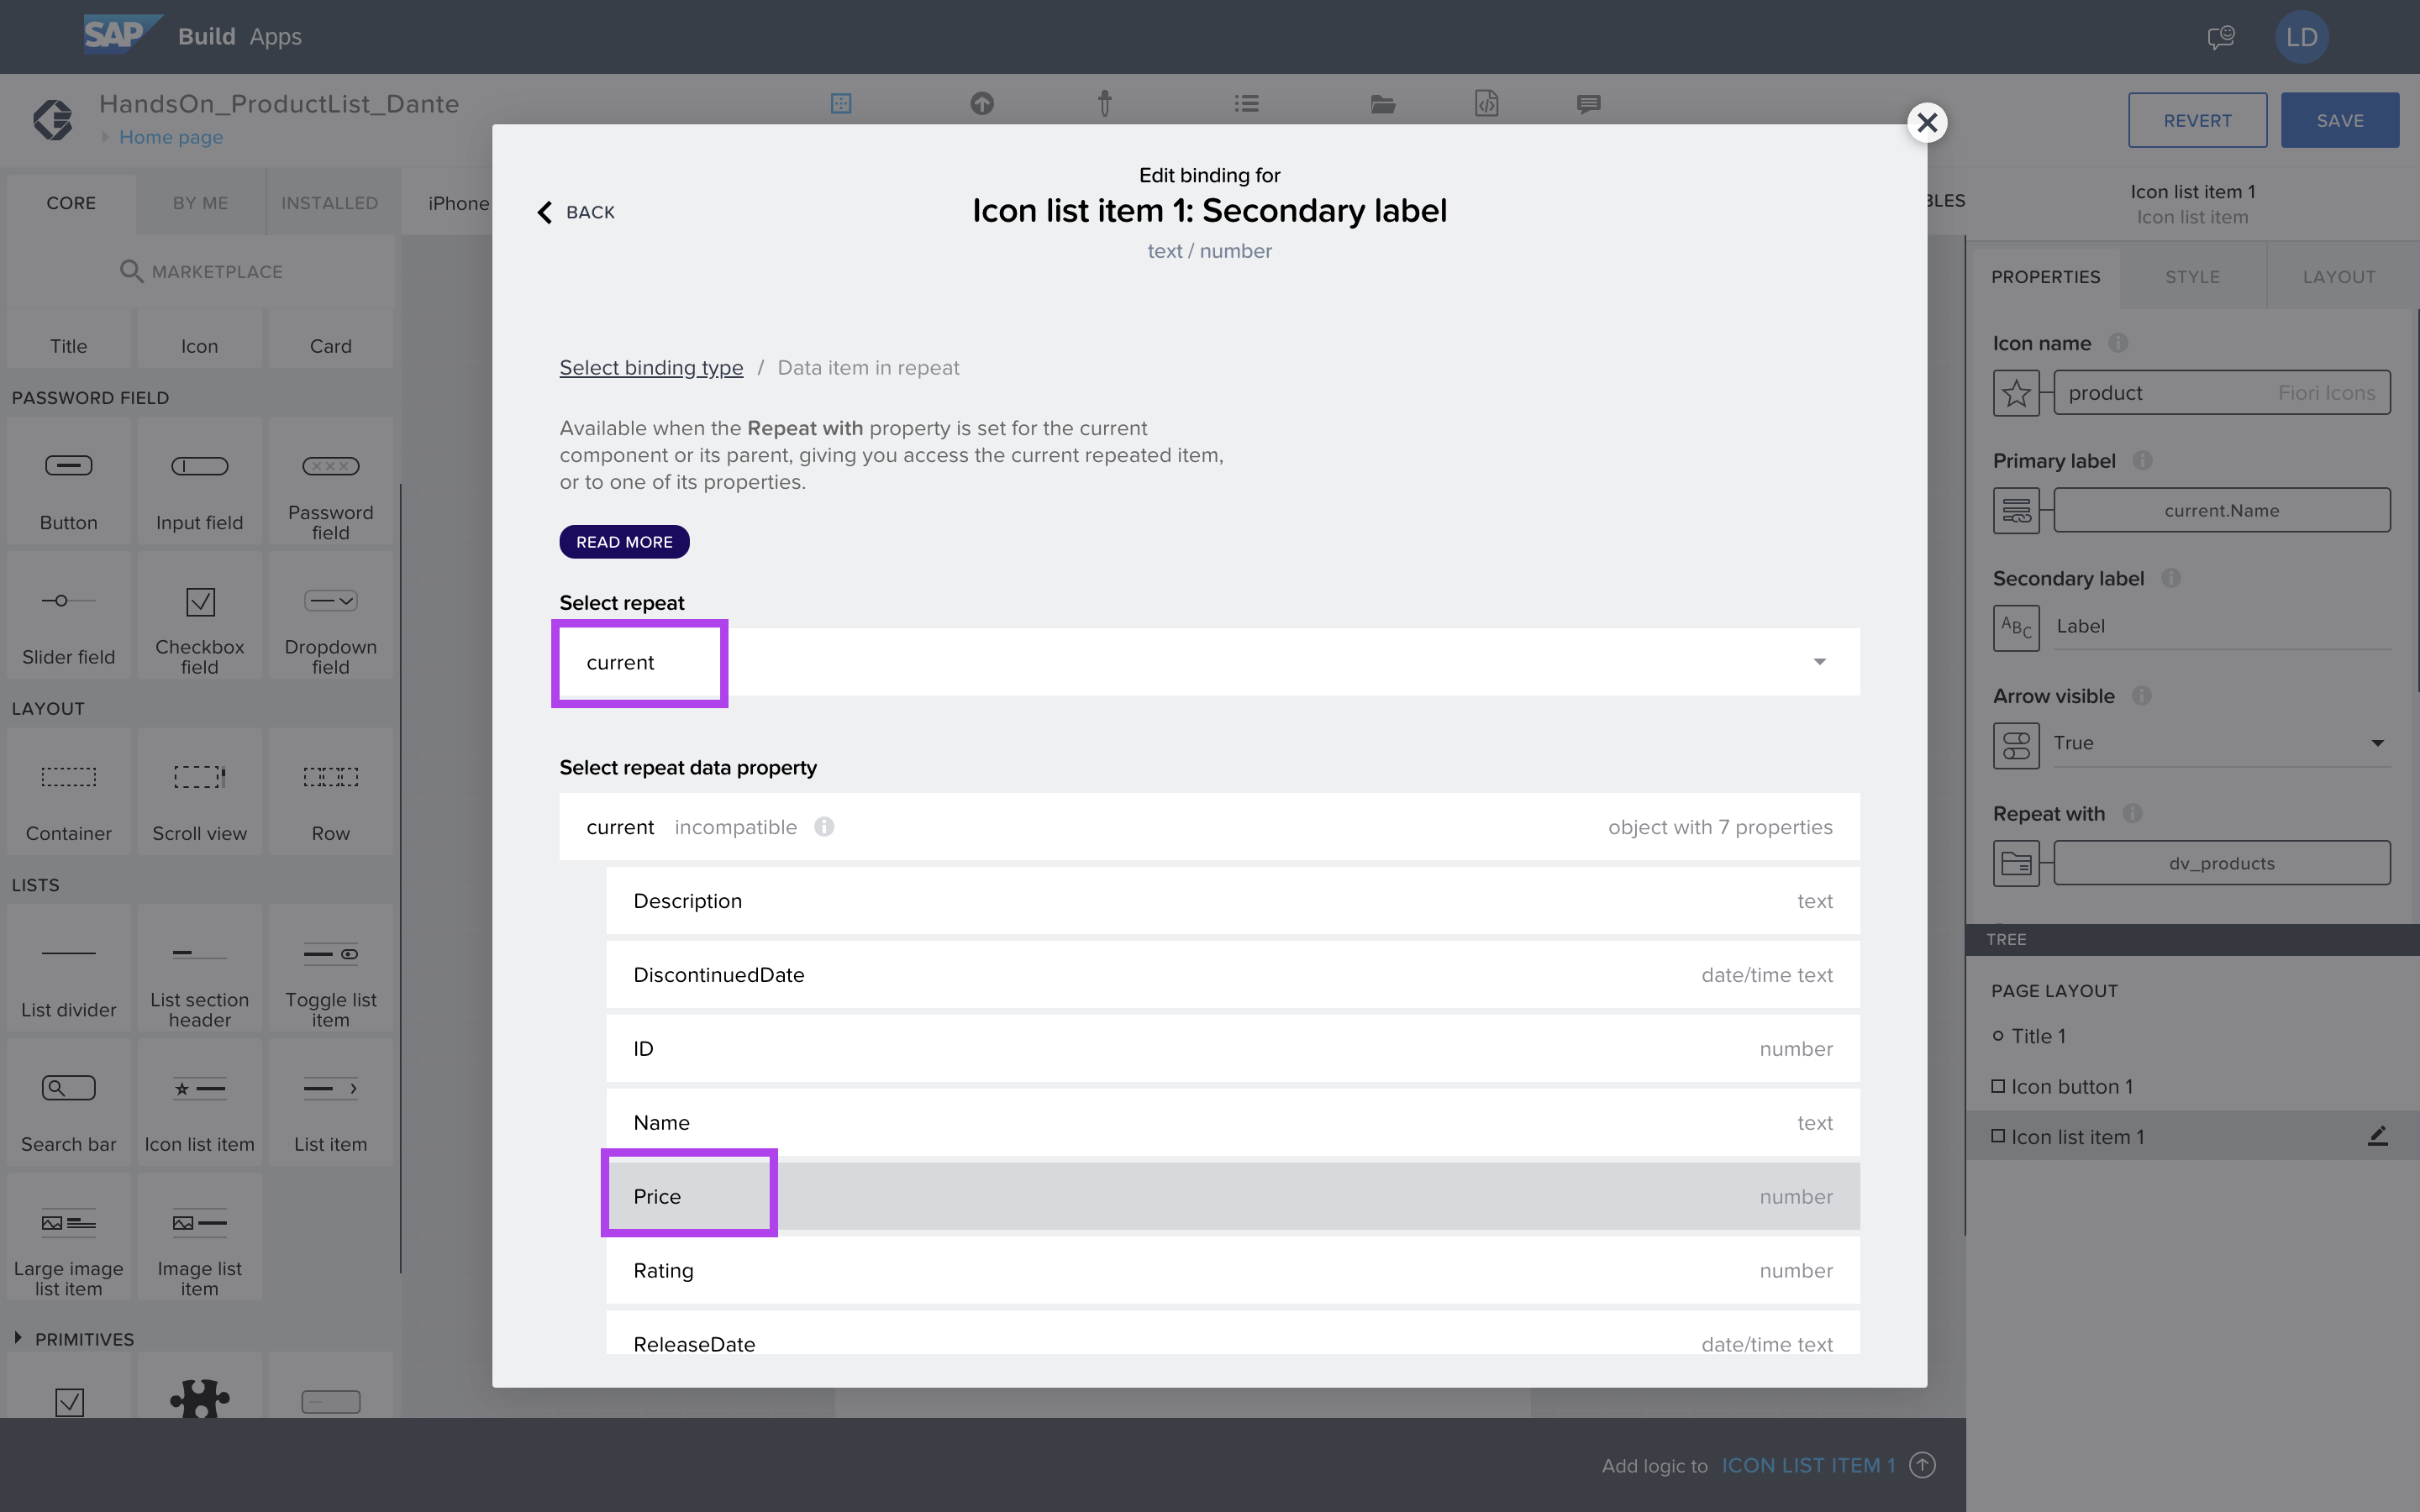 SAP Build Apps
LD
HandsOn_ProductList_Dante
Home page
REVERT
SAVE
CORE
BY ME
INSTALLED
iPhone
BLES
MARKETPLACE
Title
Icon
Card
PASSWORD FIELD
Button
Input field
Password
field
Slider field
Checkbox
field
Dropdown
field
LAYOUT
Container
Scroll view
Row
LISTS
List divider
List section
header
Toggle list
item
Search bar
Icon list item
List item
Large image
list item
Image list
item
PRIMITIVES
BACK
Edit binding for
Icon list item 1: Secondary label
text / number
Select binding type / Data item in repeat
Available when the Repeat with property is set for the current
component or its parent, giving you access the current repeated item,
or to one of its properties.
READ MORE
Select repeat
current
Select repeat data property
current incompatible object with 7 properties
Description text
DiscontinuedDate date/time text
ID number
Name text
Price number
Rating number
ReleaseDate date/time text
Icon list item 1
Icon list item
PROPERTIES
STYLE
LAYOUT
Icon name
product Fiori Icons
Primary label
current.Name
Secondary label
ABC Label
Arrow visible
True
Repeat with
dv_products
TREE
PAGE LAYOUT
Title 1
Icon button 1
Icon list item 1
Add logic to ICON LIST ITEM 1